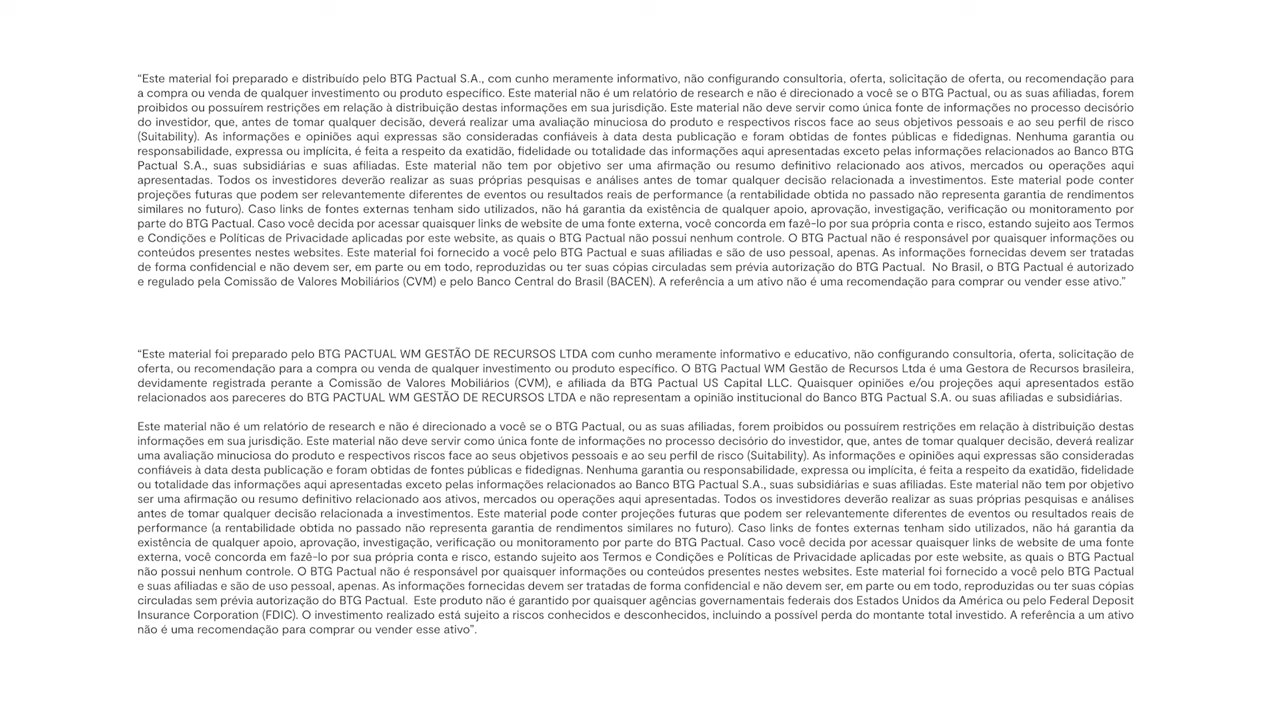 “Este material foi preparado e distribuído pelo BTG Pactual S.A., com cunho meramente informativo, não configurando consultoria, oferta, solicitação de oferta, ou recomendação para
a compra ou venda de qualquer investimento ou produto específico. Este material não é um relatório de research e não é direcionado a você se o BTG Pactual, ou as suas afiliadas, forem
proibidos ou possuírem restrições em relação à distribuição destas informações em sua jurisdição. Este material não deve servir como única fonte de informações no processo decisório
do investidor, que, antes de tomar qualquer decisão, deverá realizar uma avaliação minuciosa do produto e respectivos riscos face ao seus objetivos pessoais e ao seu perfil de risco
(Suitability). As informações e opiniões aqui expressas são consideradas confiáveis à data desta publicação e foram obtidas de fontes públicas e fidedignas. Nenhuma garantia ou
responsabilidade, expressa ou implícita, é feita a respeito da exatidão, fidelidade ou totalidade das informações aqui apresentadas exceto pelas informações relacionados ao Banco BTG
Pactual S.A., suas subsidiárias e suas afiliadas. Este material não tem por objetivo ser uma afirmação ou resumo definitivo relacionado aos ativos, mercados ou operações aqui
apresentadas. Todos os investidores deverão realizar as suas próprias pesquisas e análises antes de tomar qualquer decisão relacionada a investimentos. Este material pode conter
projeções futuras que podem ser relevantemente diferentes de eventos ou resultados reais de performance (a rentabilidade obtida no passado não representa garantia de rendimentos
similares no futuro). Caso links de fontes externas tenham sido utilizados, não há garantia da existência de qualquer apoio, aprovação, investigação, verificação ou monitoramento por
parte do BTG Pactual. Caso você decida por acessar quaisquer links de website de uma fonte externa, você concorda em fazê-lo por sua própria conta e risco, estando sujeito aos Termos
e Condições e Políticas de Privacidade aplicadas por este website, as quais o BTG Pactual não possui nenhum controle. O BTG Pactual não é responsável por quaisquer informações ou
conteúdos presentes nestes websites. Este material foi fornecido a você pelo BTG Pactual e suas afiliadas e são de uso pessoal, apenas. As informações fornecidas devem ser tratadas
de forma confidencial e não devem ser, em parte ou em todo, reproduzidas ou ter suas cópias circuladas sem prévia autorização do BTG Pactual.  No Brasil, o BTG Pactual é autorizado
e regulado pela Comissão de Valores Mobiliários (CVM) e pelo Banco Central do Brasil (BACEN). A referência a um ativo não é uma recomendação para comprar ou vender esse ativo.”
“Este material foi preparado pelo BTG PACTUAL WM GESTÃO DE RECURSOS LTDA com cunho meramente informativo e educativo, não configurando consultoria, oferta, solicitação de
oferta, ou recomendação para a compra ou venda de qualquer investimento ou produto específico. O BTG Pactual WM Gestão de Recursos Ltda é uma Gestora de Recursos brasileira,
devidamente registrada perante a Comissão de Valores Mobiliários (CVM), e afiliada da BTG Pactual US Capital LLC. Quaisquer opiniões e/ou projeções aqui apresentados estão
relacionados aos pareceres do BTG PACTUAL WM GESTÃO DE RECURSOS LTDA e não representam a opinião institucional do Banco BTG Pactual S.A. ou suas afiliadas e subsidiárias.
Este material não é um relatório de research e não é direcionado a você se o BTG Pactual, ou as suas afiliadas, forem proibidos ou possuírem restrições em relação à distribuição destas
informações em sua jurisdição. Este material não deve servir como única fonte de informações no processo decisório do investidor, que, antes de tomar qualquer decisão, deverá realizar
uma avaliação minuciosa do produto e respectivos riscos face ao seus objetivos pessoais e ao seu perfil de risco (Suitability). As informações e opiniões aqui expressas são consideradas
confiáveis à data desta publicação e foram obtidas de fontes públicas e fidedignas. Nenhuma garantia ou responsabilidade, expressa ou implícita, é feita a respeito da exatidão, fidelidade
ou totalidade das informações aqui apresentadas exceto pelas informações relacionados ao Banco BTG Pactual S.A., suas subsidiárias e suas afiliadas. Este material não tem por objetivo
ser uma afirmação ou resumo definitivo relacionado aos ativos, mercados ou operações aqui apresentadas. Todos os investidores deverão realizar as suas próprias pesquisas e análises
antes de tomar qualquer decisão relacionada a investimentos. Este material pode conter projeções futuras que podem ser relevantemente diferentes de eventos ou resultados reais de
performance (a rentabilidade obtida no passado não representa garantia de rendimentos similares no futuro). Caso links de fontes externas tenham sido utilizados, não há garantia da
existência de qualquer apoio, aprovação, investigação, verificação ou monitoramento por parte do BTG Pactual. Caso você decida por acessar quaisquer links de website de uma fonte
externa, você concorda em fazê-lo por sua própria conta e risco, estando sujeito aos Termos e Condições e Políticas de Privacidade aplicadas por este website, as quais o BTG Pactual
não possui nenhum controle. O BTG Pactual não é responsável por quaisquer informações ou conteúdos presentes nestes websites. Este material foi fornecido a você pelo BTG Pactual
e suas afiliadas e são de uso pessoal, apenas. As informações fornecidas devem ser tratadas de forma confidencial e não devem ser, em parte ou em todo, reproduzidas ou ter suas cópias
circuladas sem prévia autorização do BTG Pactual.  Este produto não é garantido por quaisquer agências governamentais federais dos Estados Unidos da América ou pelo Federal Deposit
Insurance Corporation (FDIC). O investimento realizado está sujeito a riscos conhecidos e desconhecidos, incluindo a possível perda do montante total investido. A referência a um ativo
não é uma recomendação para comprar ou vender esse ativo”.